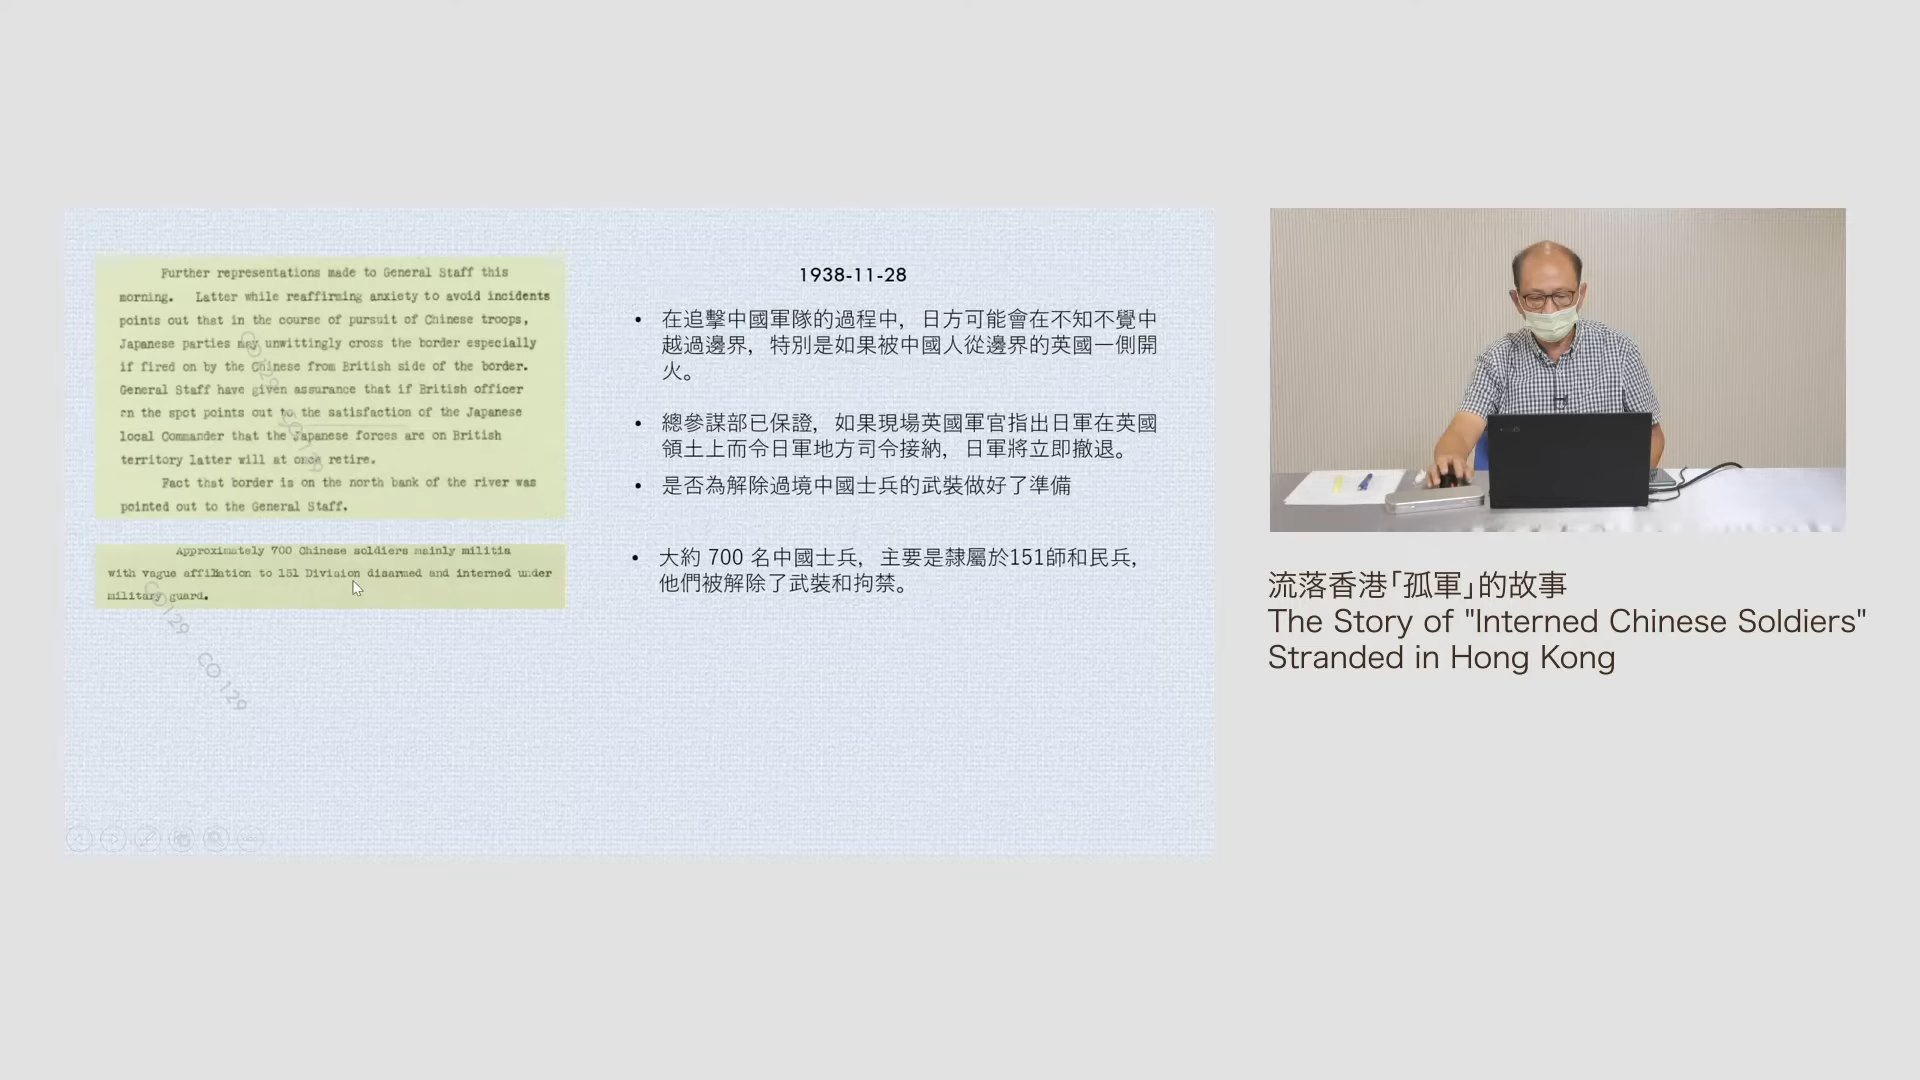 Further representations made to General Staff this
morning. Latter while reaffirming anxiety to avoid incidents
points out that in the course of pursuit of Chinese troops,
Japanese parties may unwittingly cross the border especially
if fired on by the Chinese from British side of the border.
General Staff have given assurance that if British officer
on the spot points out to the satisfaction of the Japanese
local Commander that the Japanese forces are on British
territory latter will at once retire.
Fact that border is on the north bank of the river was
pointed out to the General Staff.
Approximately 700 Chinese soldiers mainly militia
with vague affiliation to 151 Division disarmed and interned under
military guard.
CO 129
CO 129
CO 129
CO 129
1938-11-28
• 在追擊中國軍隊的過程中，日方可能會在不知不覺中
越過邊界，特別是如果被中國人從邊界的英國一側開
火。
• 總參謀部已保證，如果現場英國軍官指出日軍在英國
領土上而令日軍地方司令接納，日軍將立即撤退。
• 是否為解除過境中國士兵的武裝做好了準備
• 大約 700 名中國士兵，主要是隸屬於151師和民兵，
他們被解除了武裝和拘禁。
流落香港「孤軍」的故事
The Story of "Interned Chinese Soldiers"
Stranded in Hong Kong